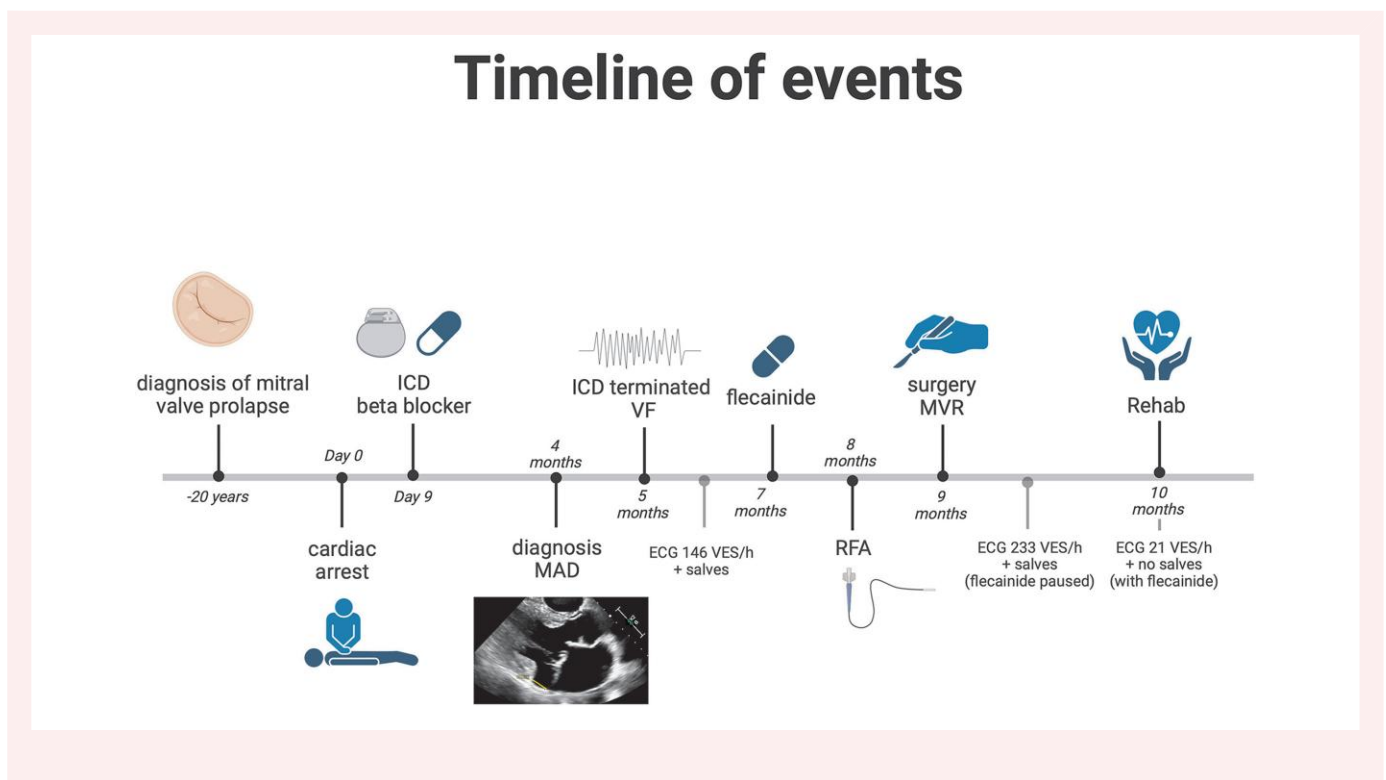 Timeline of events
diagnosis of mitral
valve prolapse
-20 years
Day 0
cardiac
arrest
ICD
beta blocker
Day 9
4
months
diagnosis
MAD
ICD terminated
VF
5
months
ECG 146 VES/h
+ salves
flecainide
7
months
8
months
RFA
surgery
MVR
9
months
ECG 233 VES/h
+ salves
(flecainide paused)
Rehab
10
months
ECG 21 VES/h
+ no salves
(with flecainide)